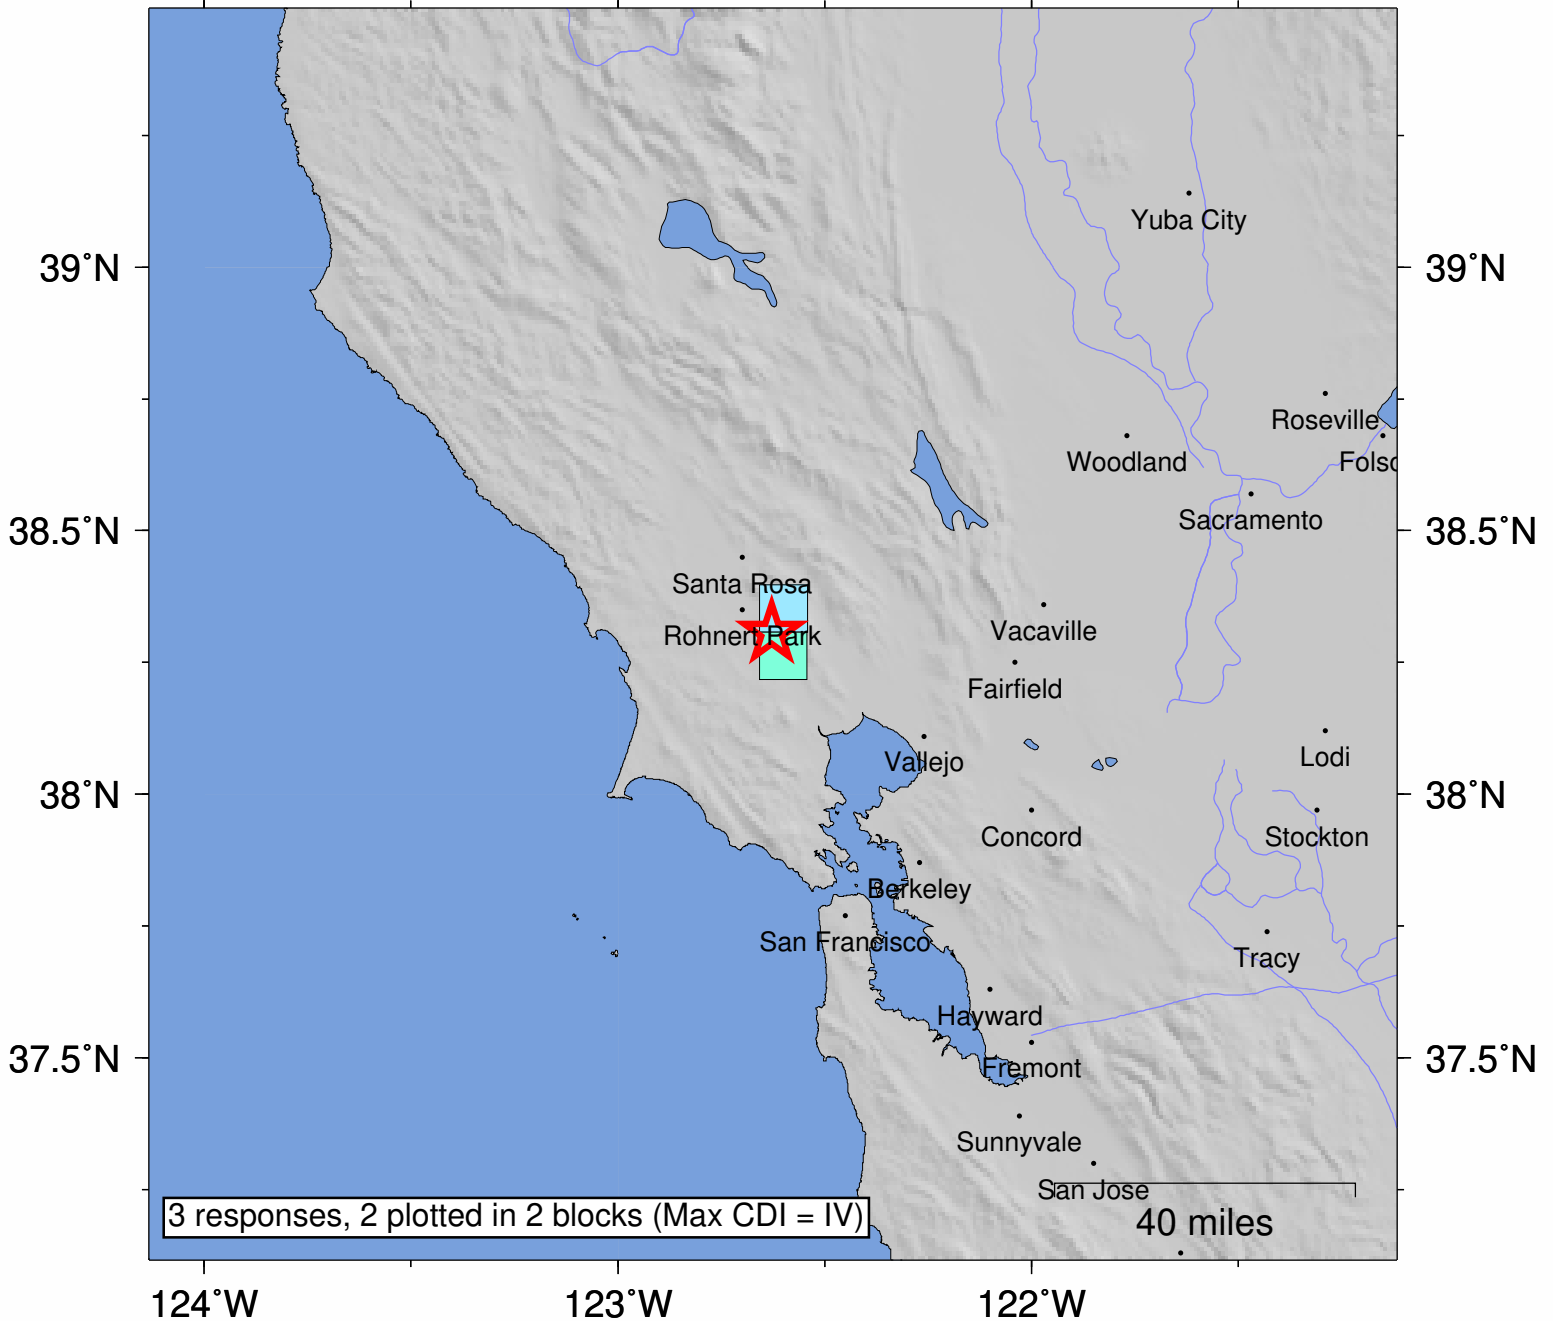 Yuba City
39°N
39°N
Roseville
Woodland
Folso
Sacramento
38.5°N
38.5°N
Santa Rosa
Rohnert Park
Vacaville
Fairfield
Lodi
Vallejo
38°N
38°N
Concord
Stockton
Berkeley
San Francisco
Tracy
Hayward
37.5°N
37.5°N
Fremont
Sunnyvale
San Jose
3 responses, 2 plotted in 2 blocks (Max CDI = IV)
40 miles
124°W
123°W
122°W